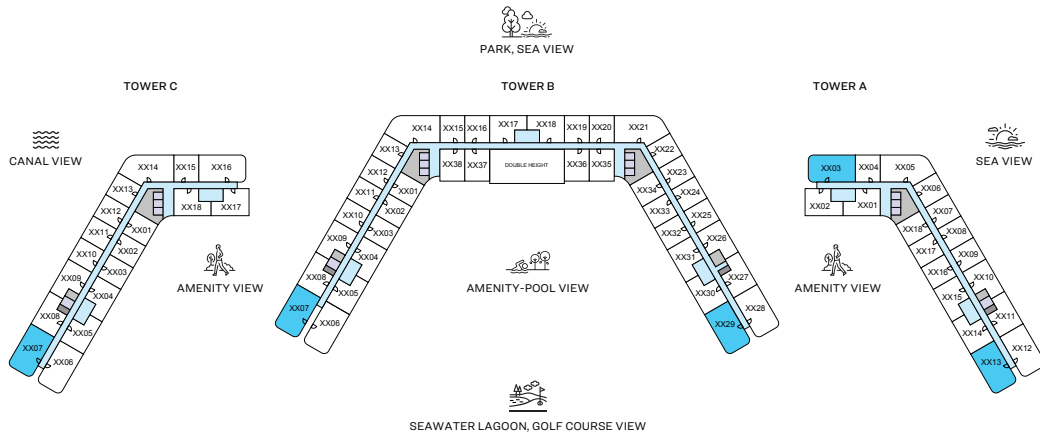 PARK, SEA VIEW
TOWER C
TOWER B
TOWER A
CANAL VIEW
SEA VIEW
XX14
XX15
XX16
XX13
XX12
XX11
XX10
XX09
XX08
XX07
XX06
XX05
XX04
XX03
XX02
XX01
XX18
XX17
AMENITY VIEW
XX14
XX15
XX16
XX17
XX18
XX19
XX20
XX21
XX13
XX12
XX11
XX10
XX09
XX08
XX07
XX06
XX05
XX04
XX03
XX02
XX01
XX38
XX37
DOUBLE HEIGHT
XX36
XX35
XX22
XX23
XX24
XX25
XX26
XX27
XX28
XX29
XX30
XX31
XX32
XX33
XX34
AMENITY-POOL VIEW
XX03
XX04
XX05
XX02
XX01
XX06
XX07
XX08
XX09
XX10
XX11
XX12
XX13
XX14
XX15
XX16
XX17
XX18
AMENITY VIEW
SEAWATER LAGOON, GOLF COURSE VIEW